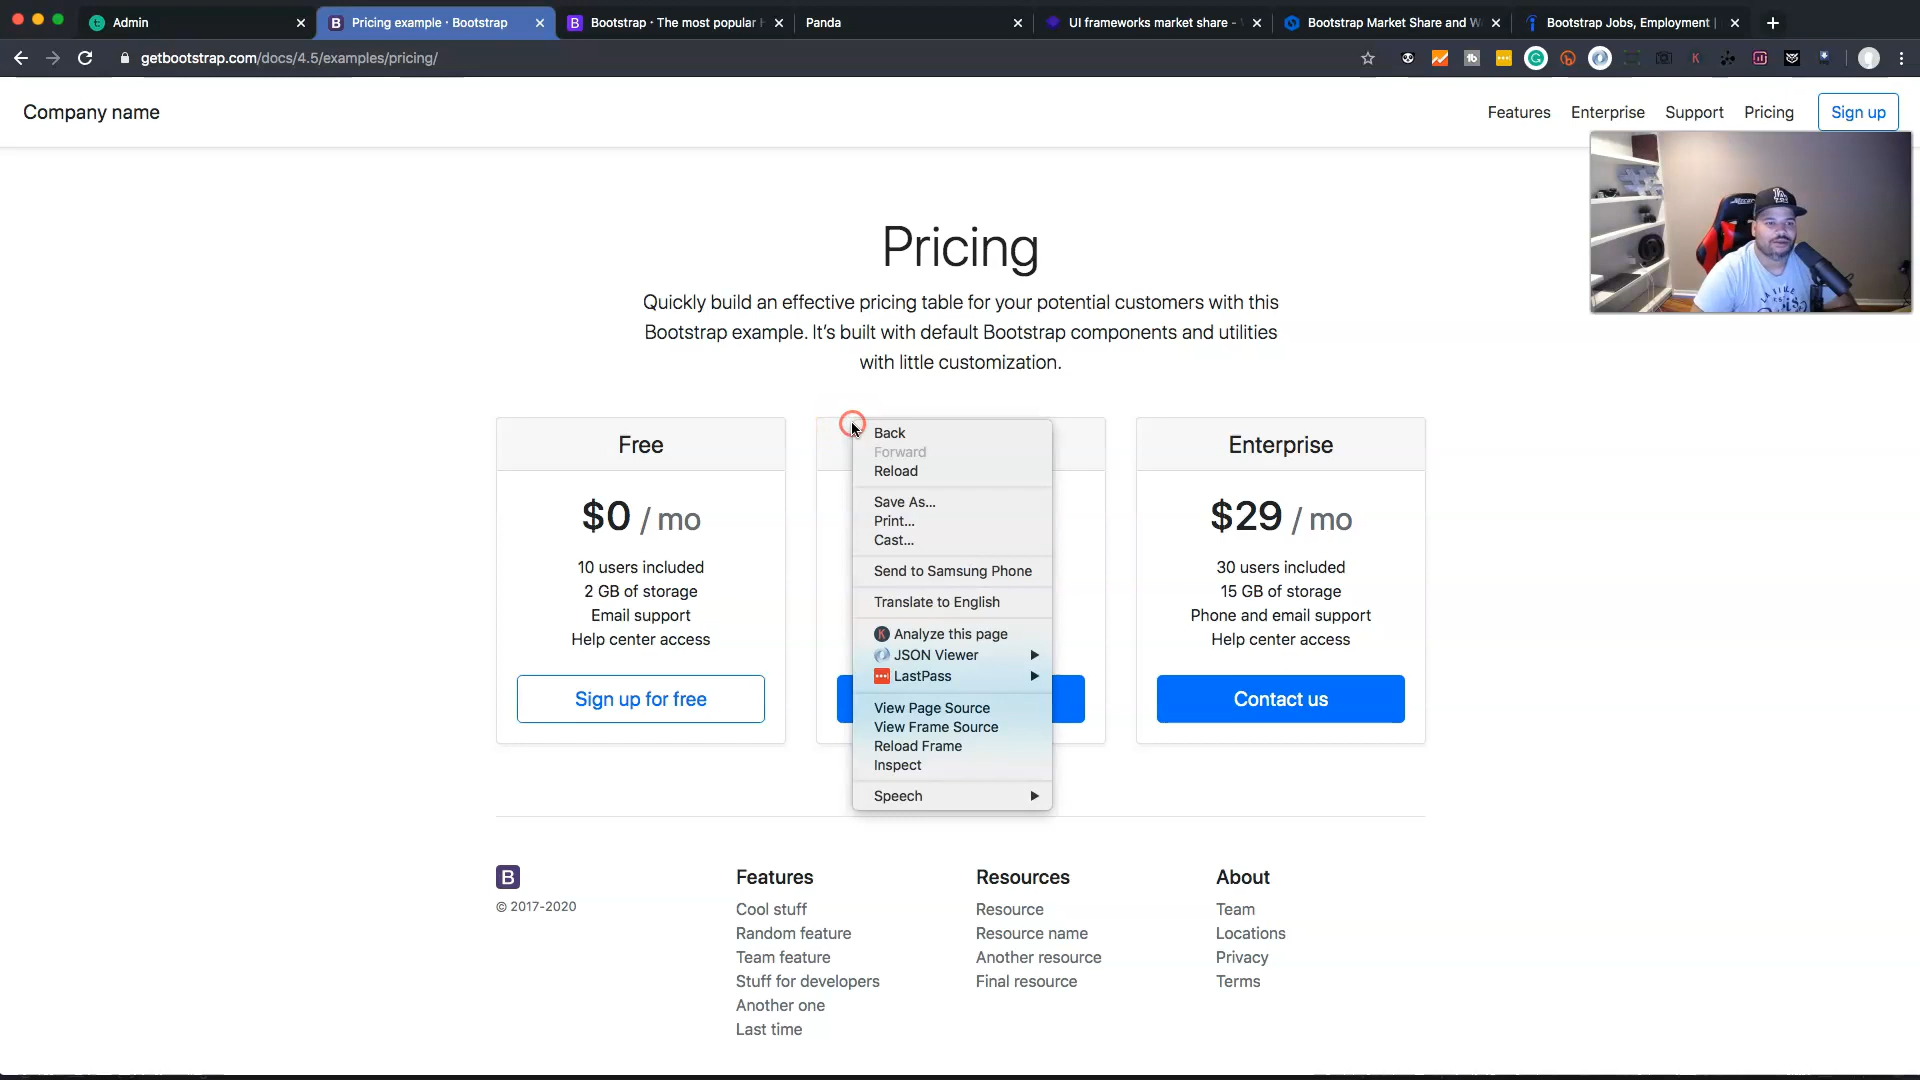 Admin
Pricing example · Bootstrap
Bootstrap · The most popular H
Panda
UI frameworks market share -
Bootstrap Market Share and W
Bootstrap Jobs, Employment |
getbootstrap.com/docs/4.5/examples/pricing/
Company name
Features
Enterprise
Support
Pricing
Sign up
Pricing
Quickly build an effective pricing table for your potential customers with this
Bootstrap example. It's built with default Bootstrap components and utilities
with little customization.
Free
$0 / mo
10 users included
2 GB of storage
Email support
Help center access
Sign up for free
Back
Forward
Reload
Save As...
Print...
Cast...
Send to Samsung Phone
Translate to English
Analyze this page
JSON Viewer
LastPass
View Page Source
View Frame Source
Reload Frame
Inspect
Speech
Enterprise
$29 / mo
30 users included
15 GB of storage
Phone and email support
Help center access
Contact us
B
© 2017-2020
Features
Cool stuff
Random feature
Team feature
Stuff for developers
Another one
Last time
Resources
Resource
Resource name
Another resource
Final resource
About
Team
Locations
Privacy
Terms